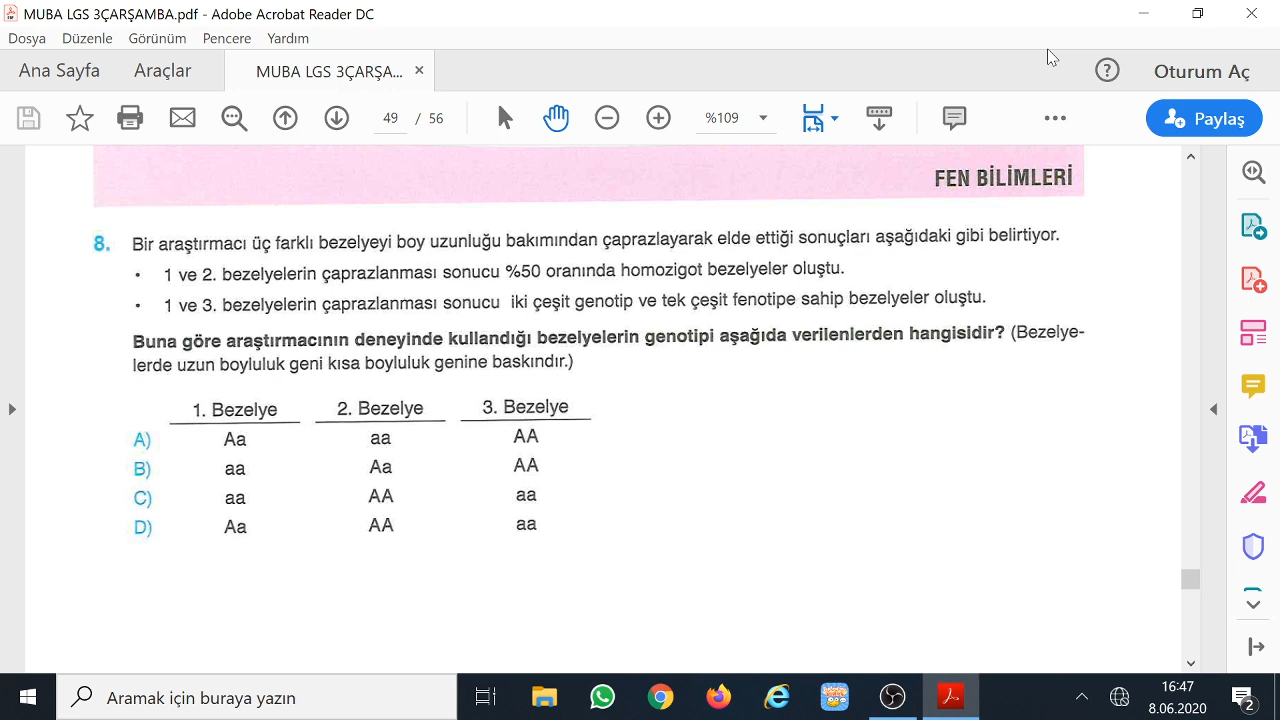 MUBA LGS 3ÇARŞAMBA.pdf - Adobe Acrobat Reader DC
Dosya Düzenle Görünüm Pencere Yardım
Ana Sayfa Araçlar MUBA LGS 3ÇARŞA... × ? Oturum Aç
49 / 56 %109 Paylaş
FEN BİLİMLERİ
8. Bir araştırmacı üç farklı bezelyeyi boy uzunluğu bakımından çaprazlayarak elde ettiği sonuçları aşağıdaki gibi belirtiyor.
• 1 ve 2. bezelyelerin çaprazlanması sonucu %50 oranında homozigot bezelyeler oluştu.
• 1 ve 3. bezelyelerin çaprazlanması sonucu iki çeşit genotip ve tek çeşit fenotipe sahip bezelyeler oluştu.
Buna göre araştırmacının deneyinde kullandığı bezelyelerin genotipi aşağıda verilenlerden hangisidir? (Bezelye-
lerde uzun boyluluk geni kısa boyluluk genine baskındır.)
1. Bezelye 2. Bezelye 3. Bezelye
A) Aa aa AA
B) aa Aa AA
C) aa AA aa
D) Aa AA aa
Aramak için buraya yazın
16:47
8.06.2020
2